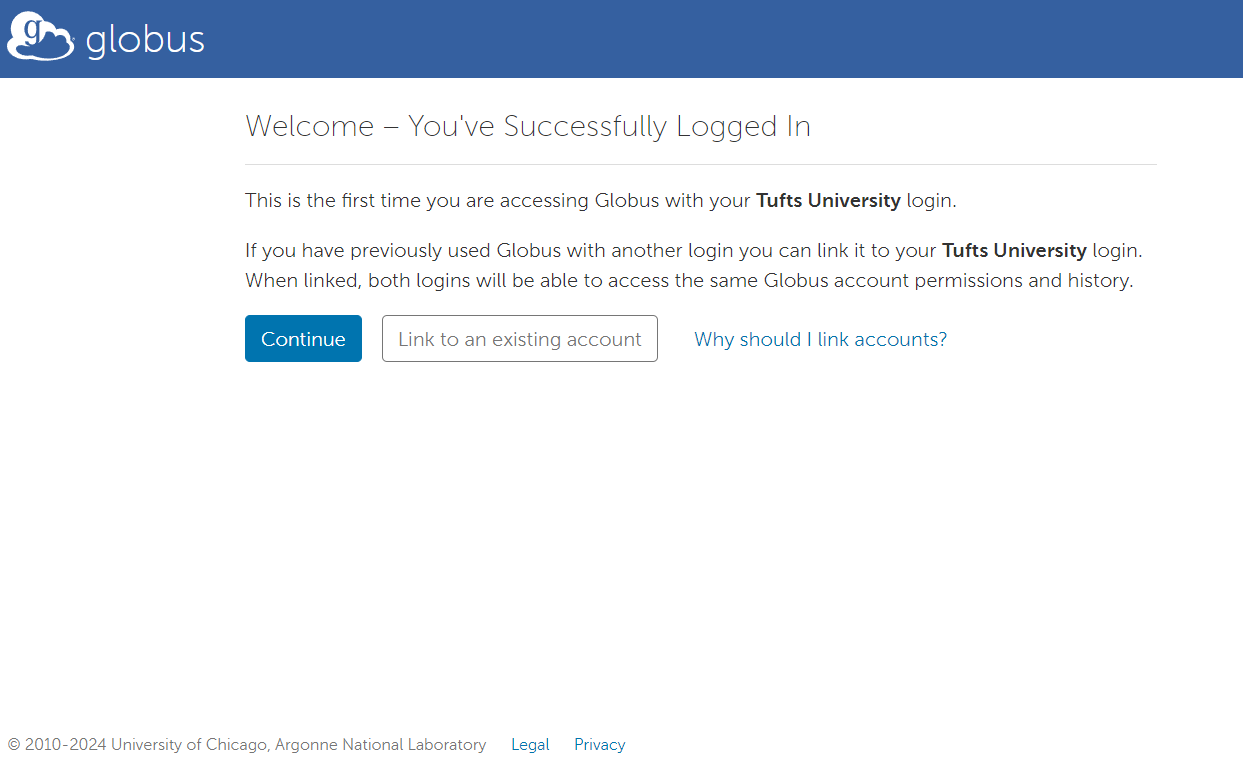 globus
Welcome – You've Successfully Logged In
This is the first time you are accessing Globus with your Tufts University login.
If you have previously used Globus with another login you can link it to your Tufts University login.
When linked, both logins will be able to access the same Globus account permissions and history.
Continue Link to an existing account Why should I link accounts?
© 2010-2024 University of Chicago, Argonne National Laboratory Legal Privacy